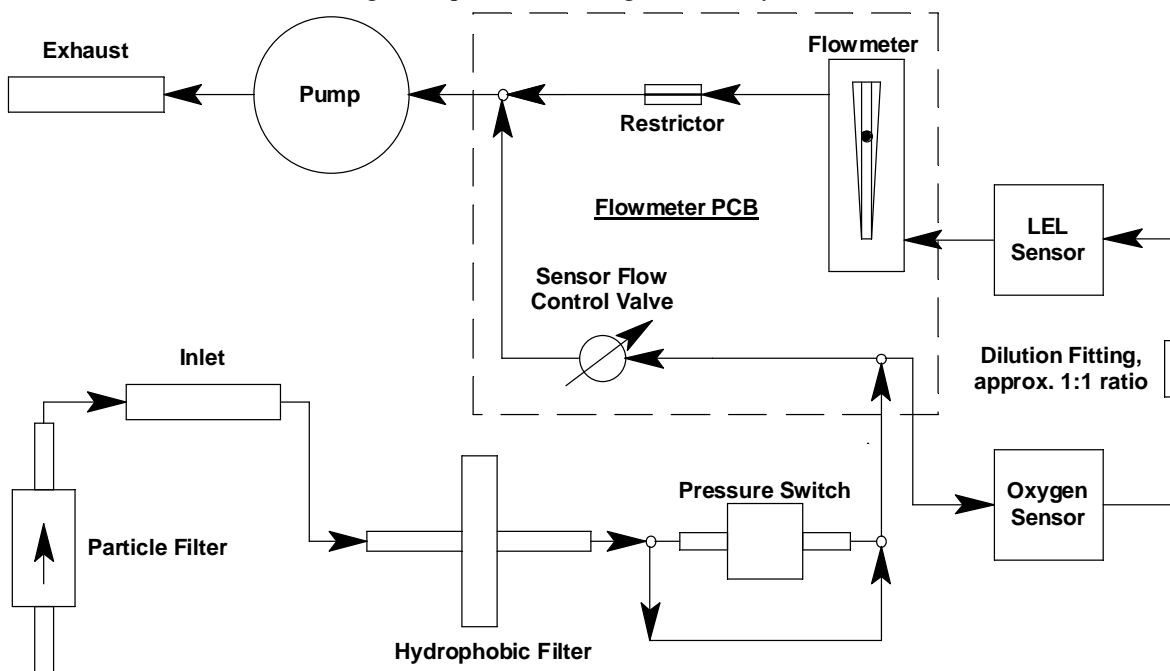 Exhaust
Pump
Flowmeter
Restrictor
Flowmeter PCB
LEL
Sensor
Sensor Flow
Control Valve
Inlet
Dilution Fitting,
approx. 1:1 ratio
Pressure Switch
Oxygen
Sensor
Particle Filter
Hydrophobic Filter